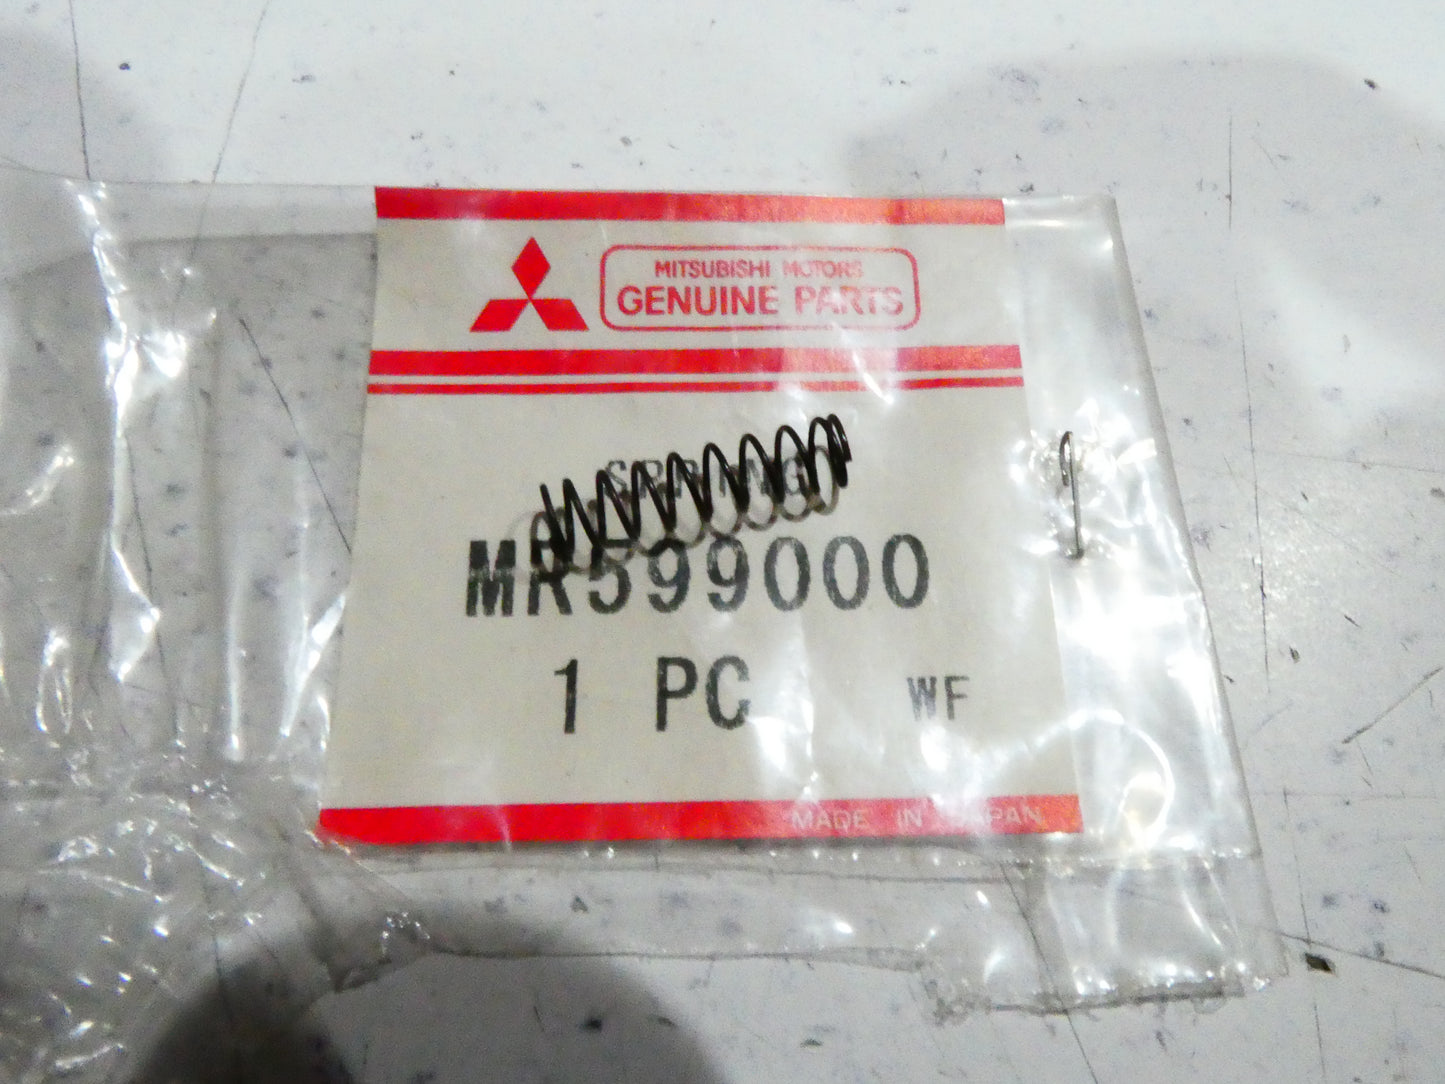 MITSUBISHI MOTORS
GENUINE PARTS
SPRING
MR599000
1 PC WF
MADE IN JAPAN